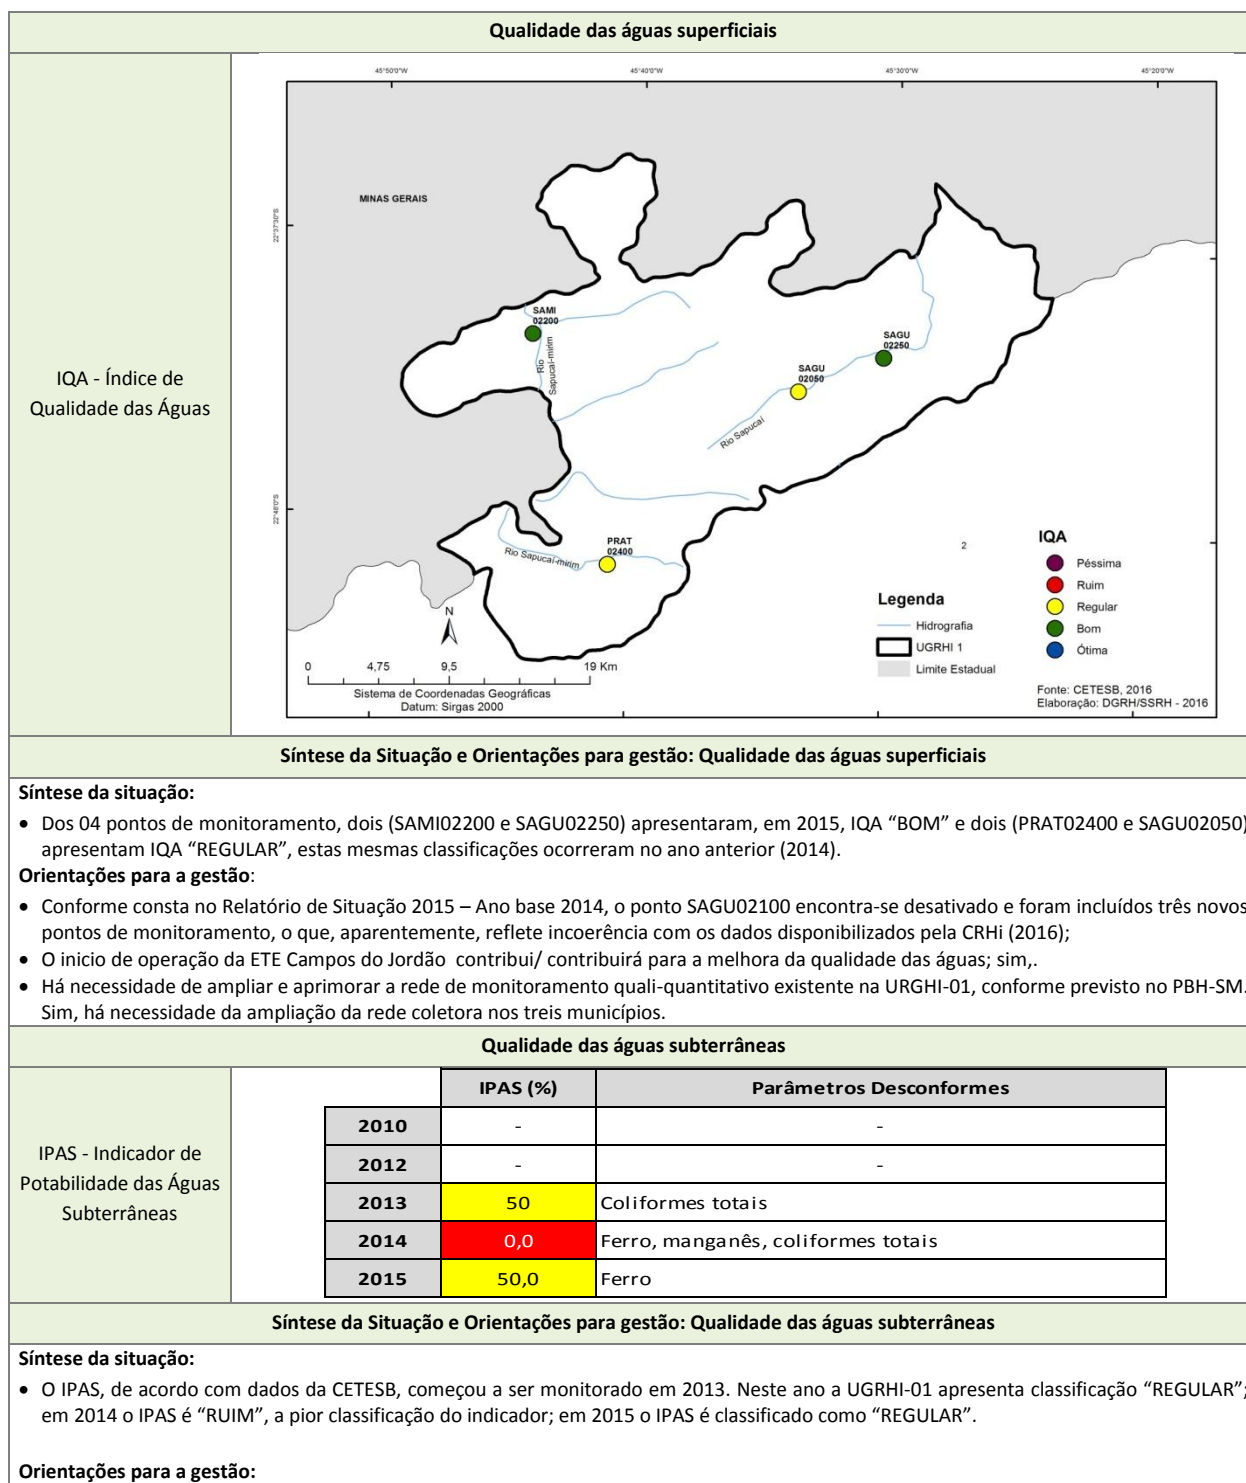 Qualidade das águas superficiais
IQA - Índice de
Qualidade das Águas
45°50'0"W
45°40'0"W
45°30'0"W
45°20'0"W
22°37'30"S
22°48'0"S
MINAS GERAIS
SAMI
02200
Rio
Sapucaí-mirim
SAGU
02250
SAGU
02050
Rio Sapucaí
PRAT
02400
Rio Sapucaí-mirim
N
0 4,75 9,5 19 Km
Sistema de Coordenadas Geográficas
Datum: Sirgas 2000
Legenda
Hidrografia
UGRHI 1
Limite Estadual
2
IQA
Péssima
Ruim
Regular
Bom
Ótima
Fonte: CETESB, 2016
Elaboração: DGRH/SSRH - 2016
Síntese da Situação e Orientações para gestão: Qualidade das águas superficiais
Síntese da situação:
• Dos 04 pontos de monitoramento, dois (SAMI02200 e SAGU02250) apresentaram, em 2015, IQA “BOM” e dois (PRAT02400 e SAGU02050)
apresentam IQA “REGULAR”, estas mesmas classificações ocorreram no ano anterior (2014).
Orientações para a gestão:
• Conforme consta no Relatório de Situação 2015 – Ano base 2014, o ponto SAGU02100 encontra-se desativado e foram incluídos três novos
pontos de monitoramento, o que, aparentemente, reflete incoerência com os dados disponibilizados pela CRHi (2016);
• O inicio de operação da ETE Campos do Jordão contribui/ contribuirá para a melhora da qualidade das águas; sim,.
• Há necessidade de ampliar e aprimorar a rede de monitoramento quali-quantitativo existente na URGHI-01, conforme previsto no PBH-SM.
Sim, há necessidade da ampliação da rede coletora nos treis municípios.
Qualidade das águas subterrâneas
IPAS - Indicador de
Potabilidade das Águas
Subterrâneas
IPAS (%) Parâmetros Desconformes
2010 - -
2012 - -
2013 50 Coliformes totais
2014 0,0 Ferro, manganês, coliformes totais
2015 50,0 Ferro
Síntese da Situação e Orientações para gestão: Qualidade das águas subterrâneas
Síntese da situação:
• O IPAS, de acordo com dados da CETESB, começou a ser monitorado em 2013. Neste ano a UGRHI-01 apresenta classificação “REGULAR”;
em 2014 o IPAS é “RUIM”, a pior classificação do indicador; em 2015 o IPAS é classificado como “REGULAR”.
Orientações para a gestão: